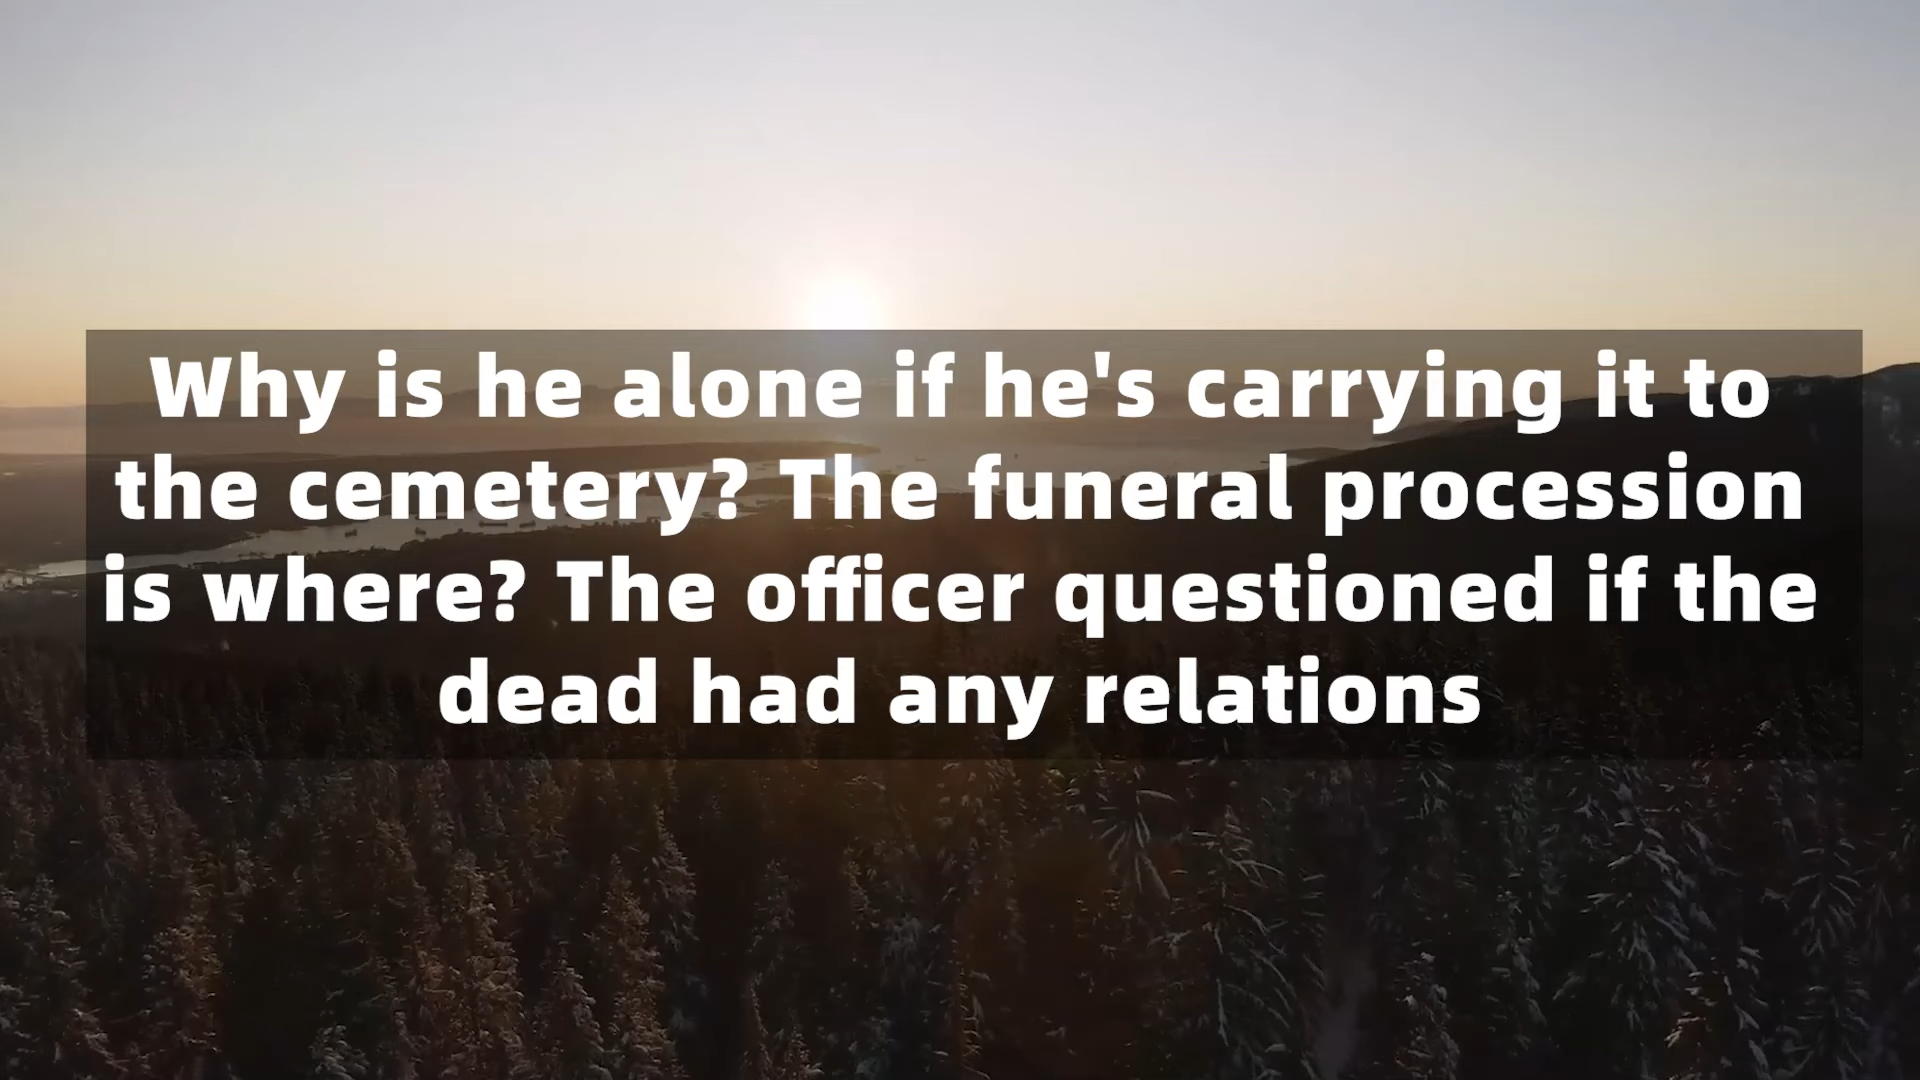 Why is he alone if he's carrying it to
the cemetery? The funeral procession
is where? The officer questioned if the
dead had any relations